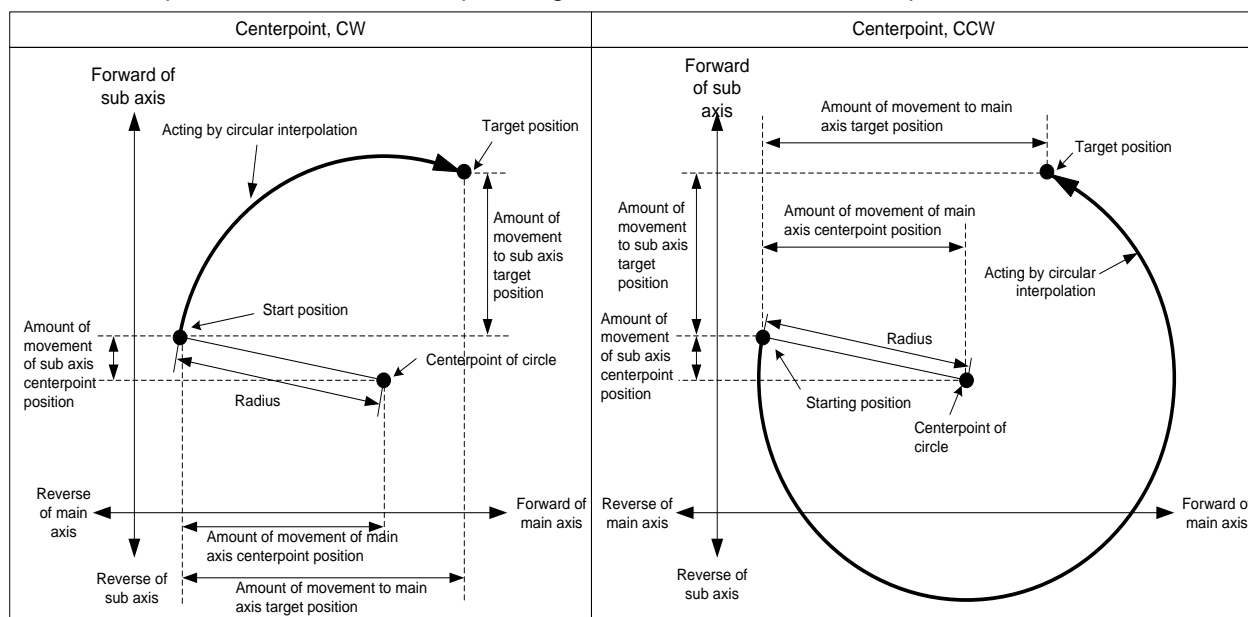 Centerpoint, CW
Centerpoint, CCW
Forward of
sub axis
Acting by circular interpolation
Target position
Amount of
movement
to sub axis
target
position
Start position
Amount of
movement
of sub axis
centerpoint
position
Centerpoint of circle
Radius
Reverse
of main
axis
Forward of
main axis
Amount of movement of main
axis centerpoint position
Reverse of
sub axis
Amount of movement to main
axis target position
Forward
of sub
axis
Amount of movement to main
axis target position
Target position
Amount of
movement
to sub axis
target
position
Amount of movement of main
axis centerpoint position
Acting by circular
interpolation
Amount of
movement
of sub axis
centerpoint
position
Radius
Starting position
Centerpoint of
circle
Reverse of
main axis
Forward of
main axis
Reverse of
sub axis